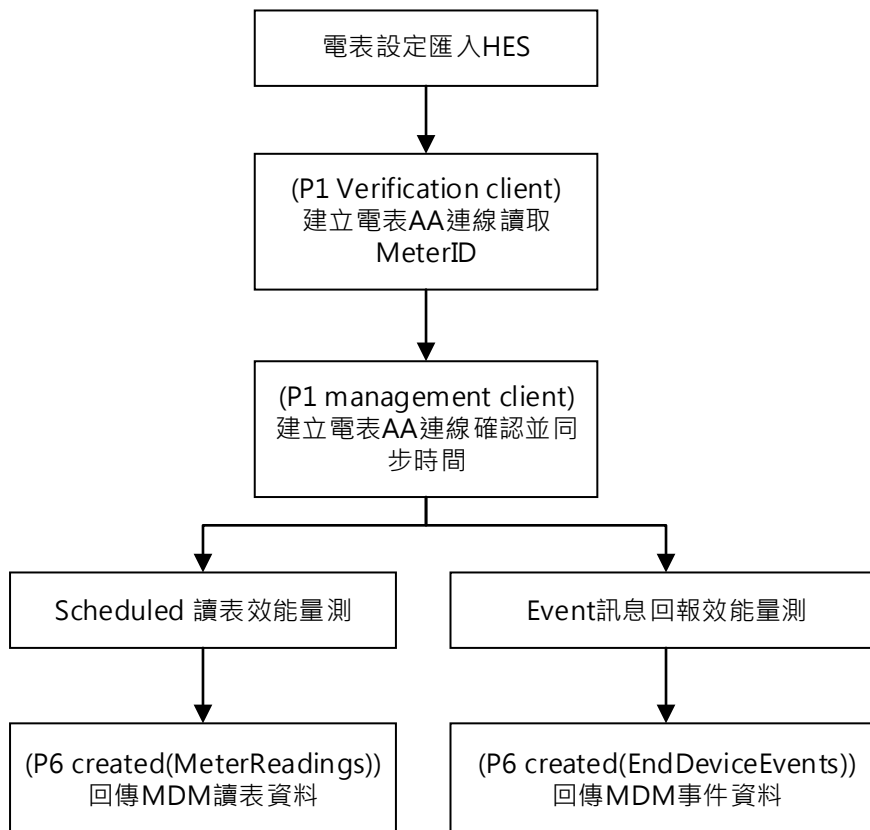 電表設定匯入HES
(P1 Verification client)
建立電表AA連線讀取
MeterID
(P1 management client)
建立電表AA連線確認並同
步時間
Scheduled 讀表效能量測
Event訊息回報效能量測
(P6 created(MeterReadings))
回傳MDM讀表資料
(P6 created(EndDeviceEvents))
回傳MDM事件資料